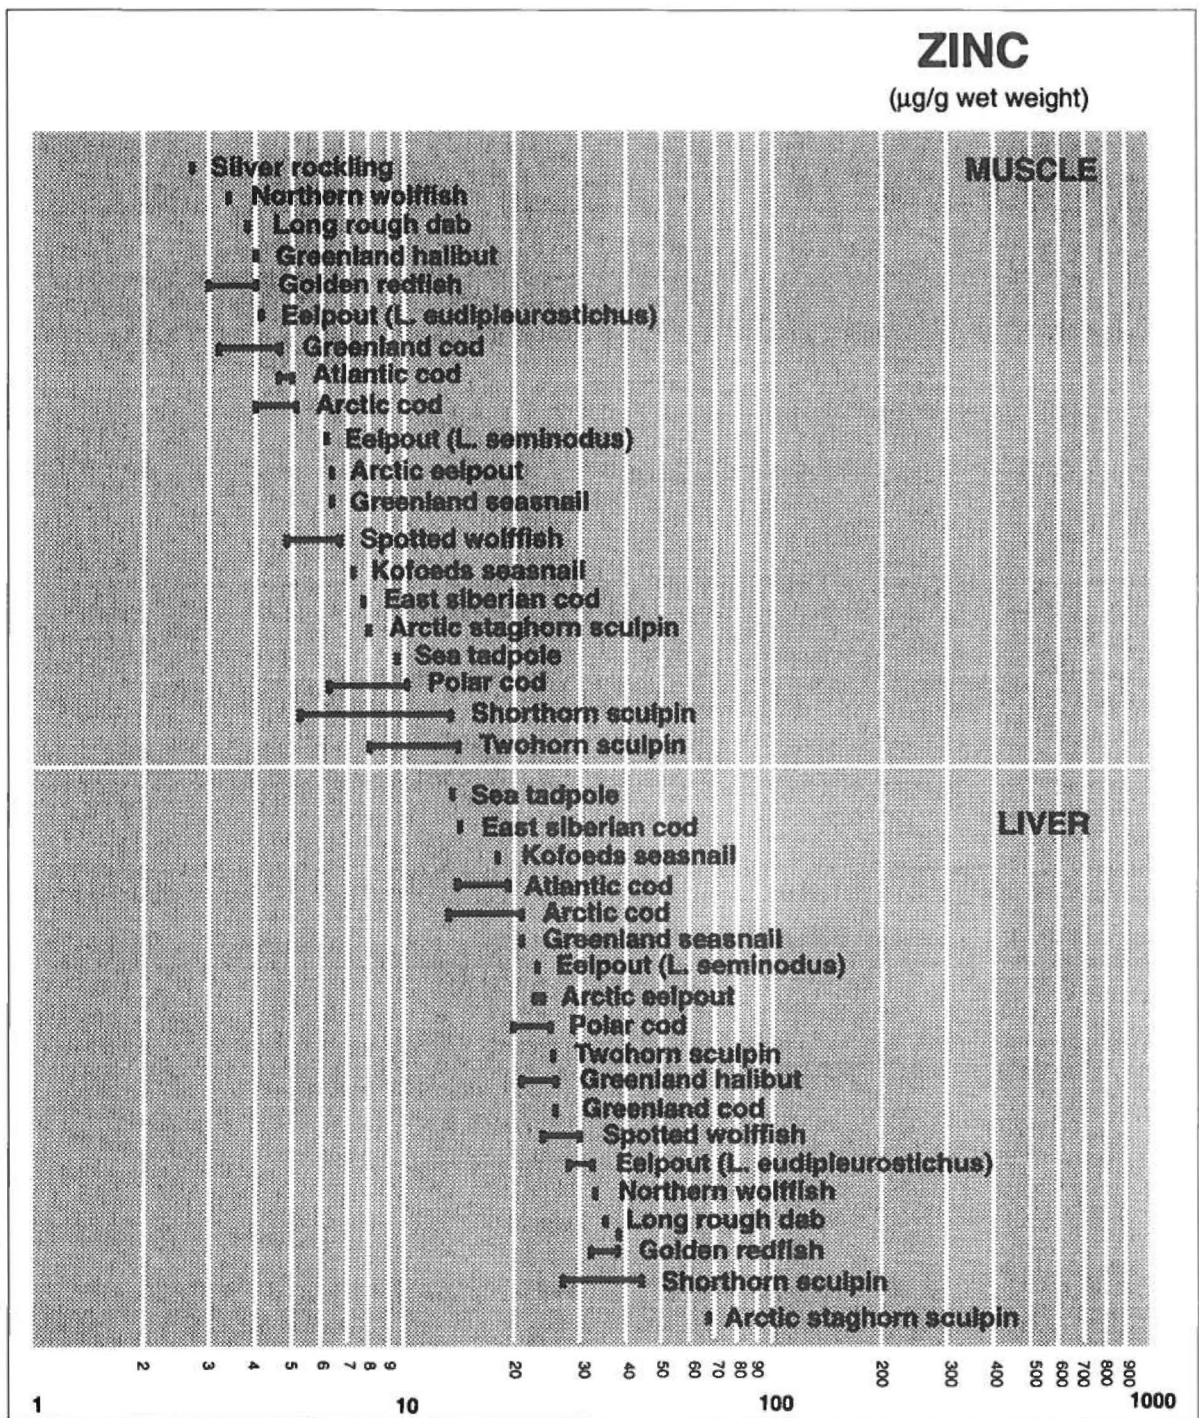 ZINC
(µg/g wet weight)
MUSCLE
Silver rockling
Northern wolffish
Long rough dab
Greenland halibut
Golden redfish
Eelpout (L. eudipleurostichus)
Greenland cod
Atlantic cod
Arctic cod
Eelpout (L. seminodus)
Arctic eelpout
Greenland seasnail
Spotted wolffish
Kofoeds seasnail
East siberian cod
Arctic staghorn sculpin
Sea tadpole
Polar cod
Shorthorn sculpin
Twohorn sculpin
LIVER
Sea tadpole
East siberian cod
Kofoeds seasnail
Atlantic cod
Arctic cod
Greenland seasnail
Eelpout (L. seminodus)
Arctic eelpout
Polar cod
Twohorn sculpin
Greenland halibut
Greenland cod
Spotted wolffish
Eelpout (L. eudipleurostichus)
Northern wolffish
Long rough dab
Golden redfish
Shorthorn sculpin
Arctic staghorn sculpin
2 3 4 5 6 7 8 9 20 30 40 50 60 70 80 90 200 300 400 500 600 700 800 900
1 10 100 1000